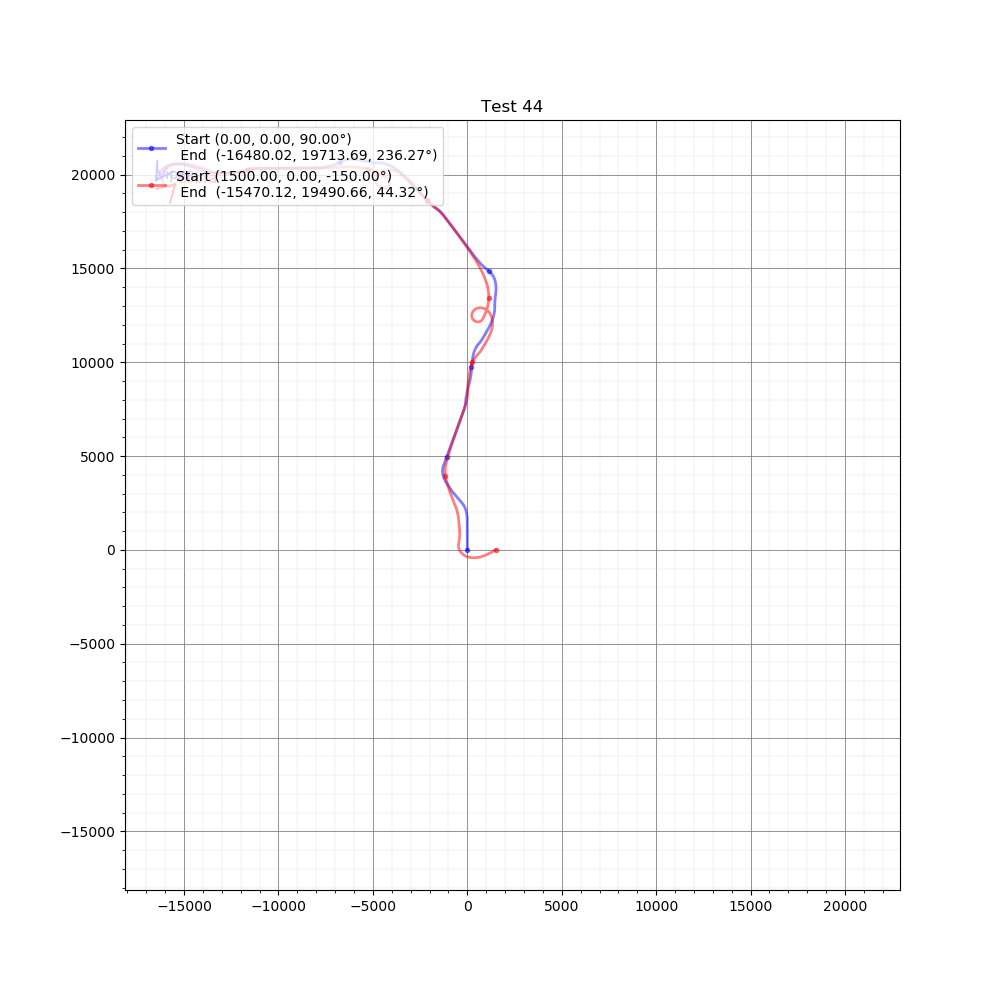 Test 44
Start (0.00, 0.00, 90.00°)
End (-16480.02, 19713.69, 236.27°)
Start (1500.00, 0.00, -150.00°)
End (-15470.12, 19490.66, 44.32°)
20000
15000
10000
5000
0
−5000
−10000
−15000
−15000 −10000 −5000 0 5000 10000 15000 20000